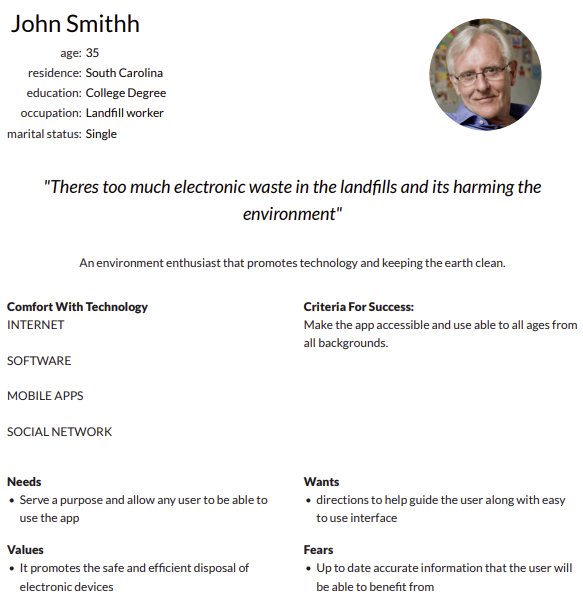 John Smithh
age: 35
residence: South Carolina
education: College Degree
occupation: Landfill worker
marital status: Single
"Theres too much electronic waste in the landfills and its harming the
environment"
An environment enthusiast that promotes technology and keeping the earth clean.
Comfort With Technology
INTERNET
SOFTWARE
MOBILE APPS
SOCIAL NETWORK
Criteria For Success:
Make the app accessible and use able to all ages from
all backgrounds.
Needs
• Serve a purpose and allow any user to be able to
use the app
Wants
• directions to help guide the user along with easy
to use interface
Values
• It promotes the safe and efficient disposal of
electronic devices
Fears
• Up to date accurate information that the user will
be able to benefit from